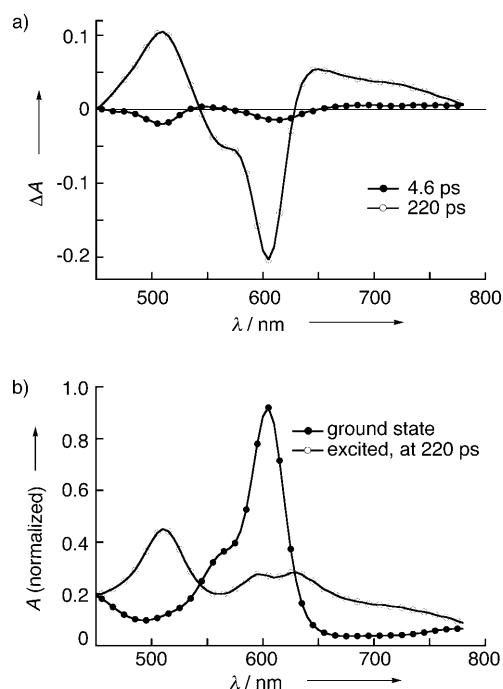 a)
0.1
0
-0.1
-0.2
ΔA
4.6 ps
220 ps
500
600
700
800
λ / nm
b)
1.0
0.8
0.6
0.4
0.2
0
A (normalized)
ground state
excited, at 220 ps
500
600
700
800
λ / nm